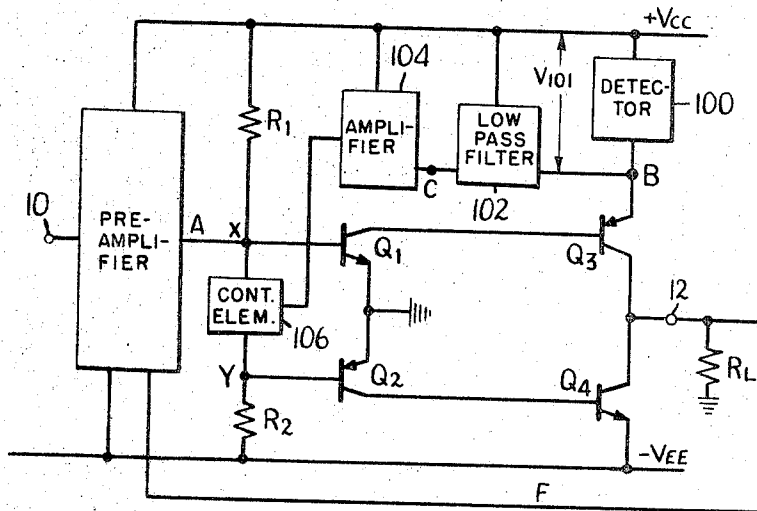 +Vcc
104
V101
DETEC-
TOR
100
R1
AMPLI-
FIER
LOW
PASS
FILTER
C
B
102
10
PRE-
AMPLI-
FIER
A
X
Q1
Q3
CONT.
ELEM.
106
12
Y
Q2
Q4
RL
R2
-VEE
F